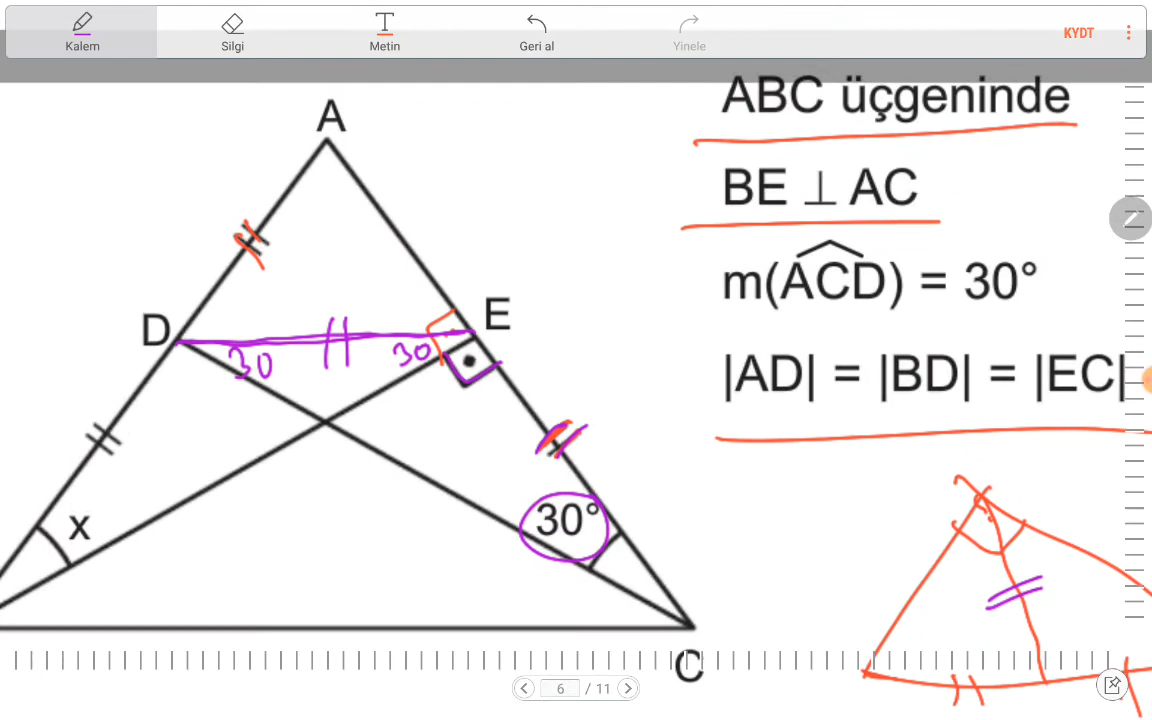 Kalem Silgi Metin Geri al Yinele KYDT
ABC üçgeninde
BE ⊥ AC
m(ACD) = 30°
|AD| = |BD| = |EC|
A
D
E
30
30
x
30°
C
6 / 11